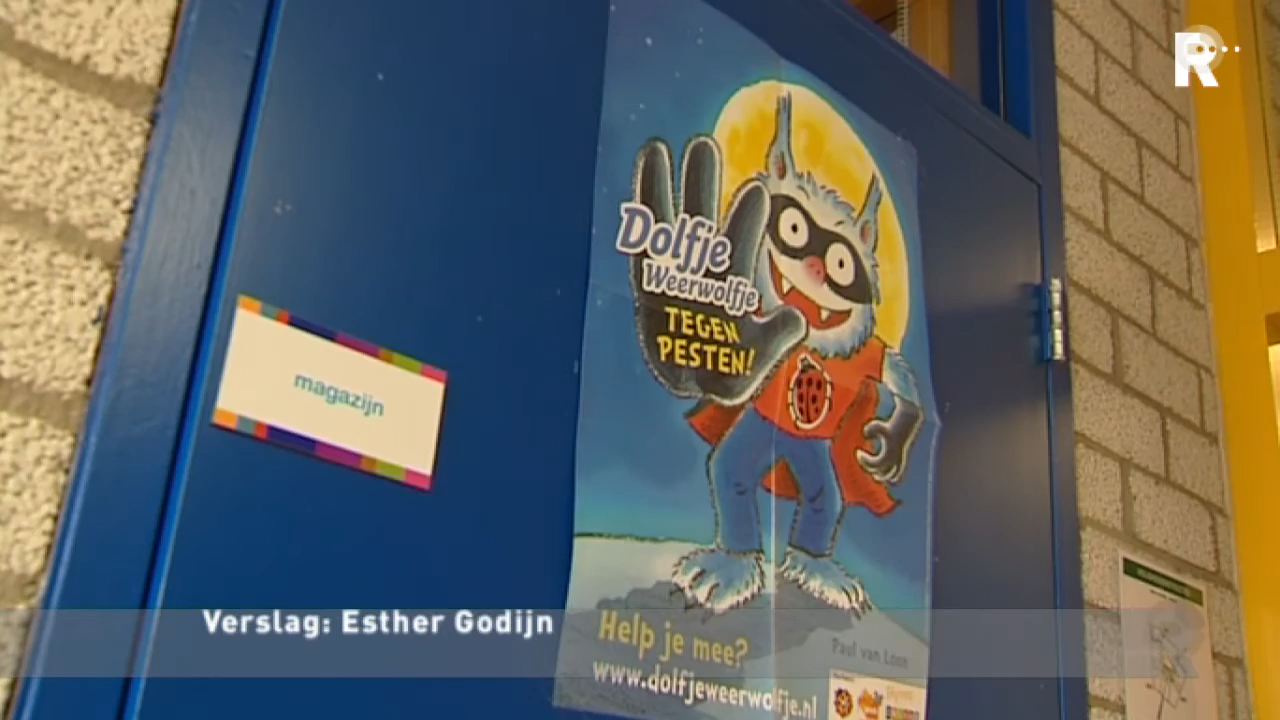 R
Dolfje
Weerwolfje
TEGEN
PESTEN!
magazijn
Verslag: Esther Godijn
Help je mee?
Paul van Loon
www.dolfjeweerwolfje.nl